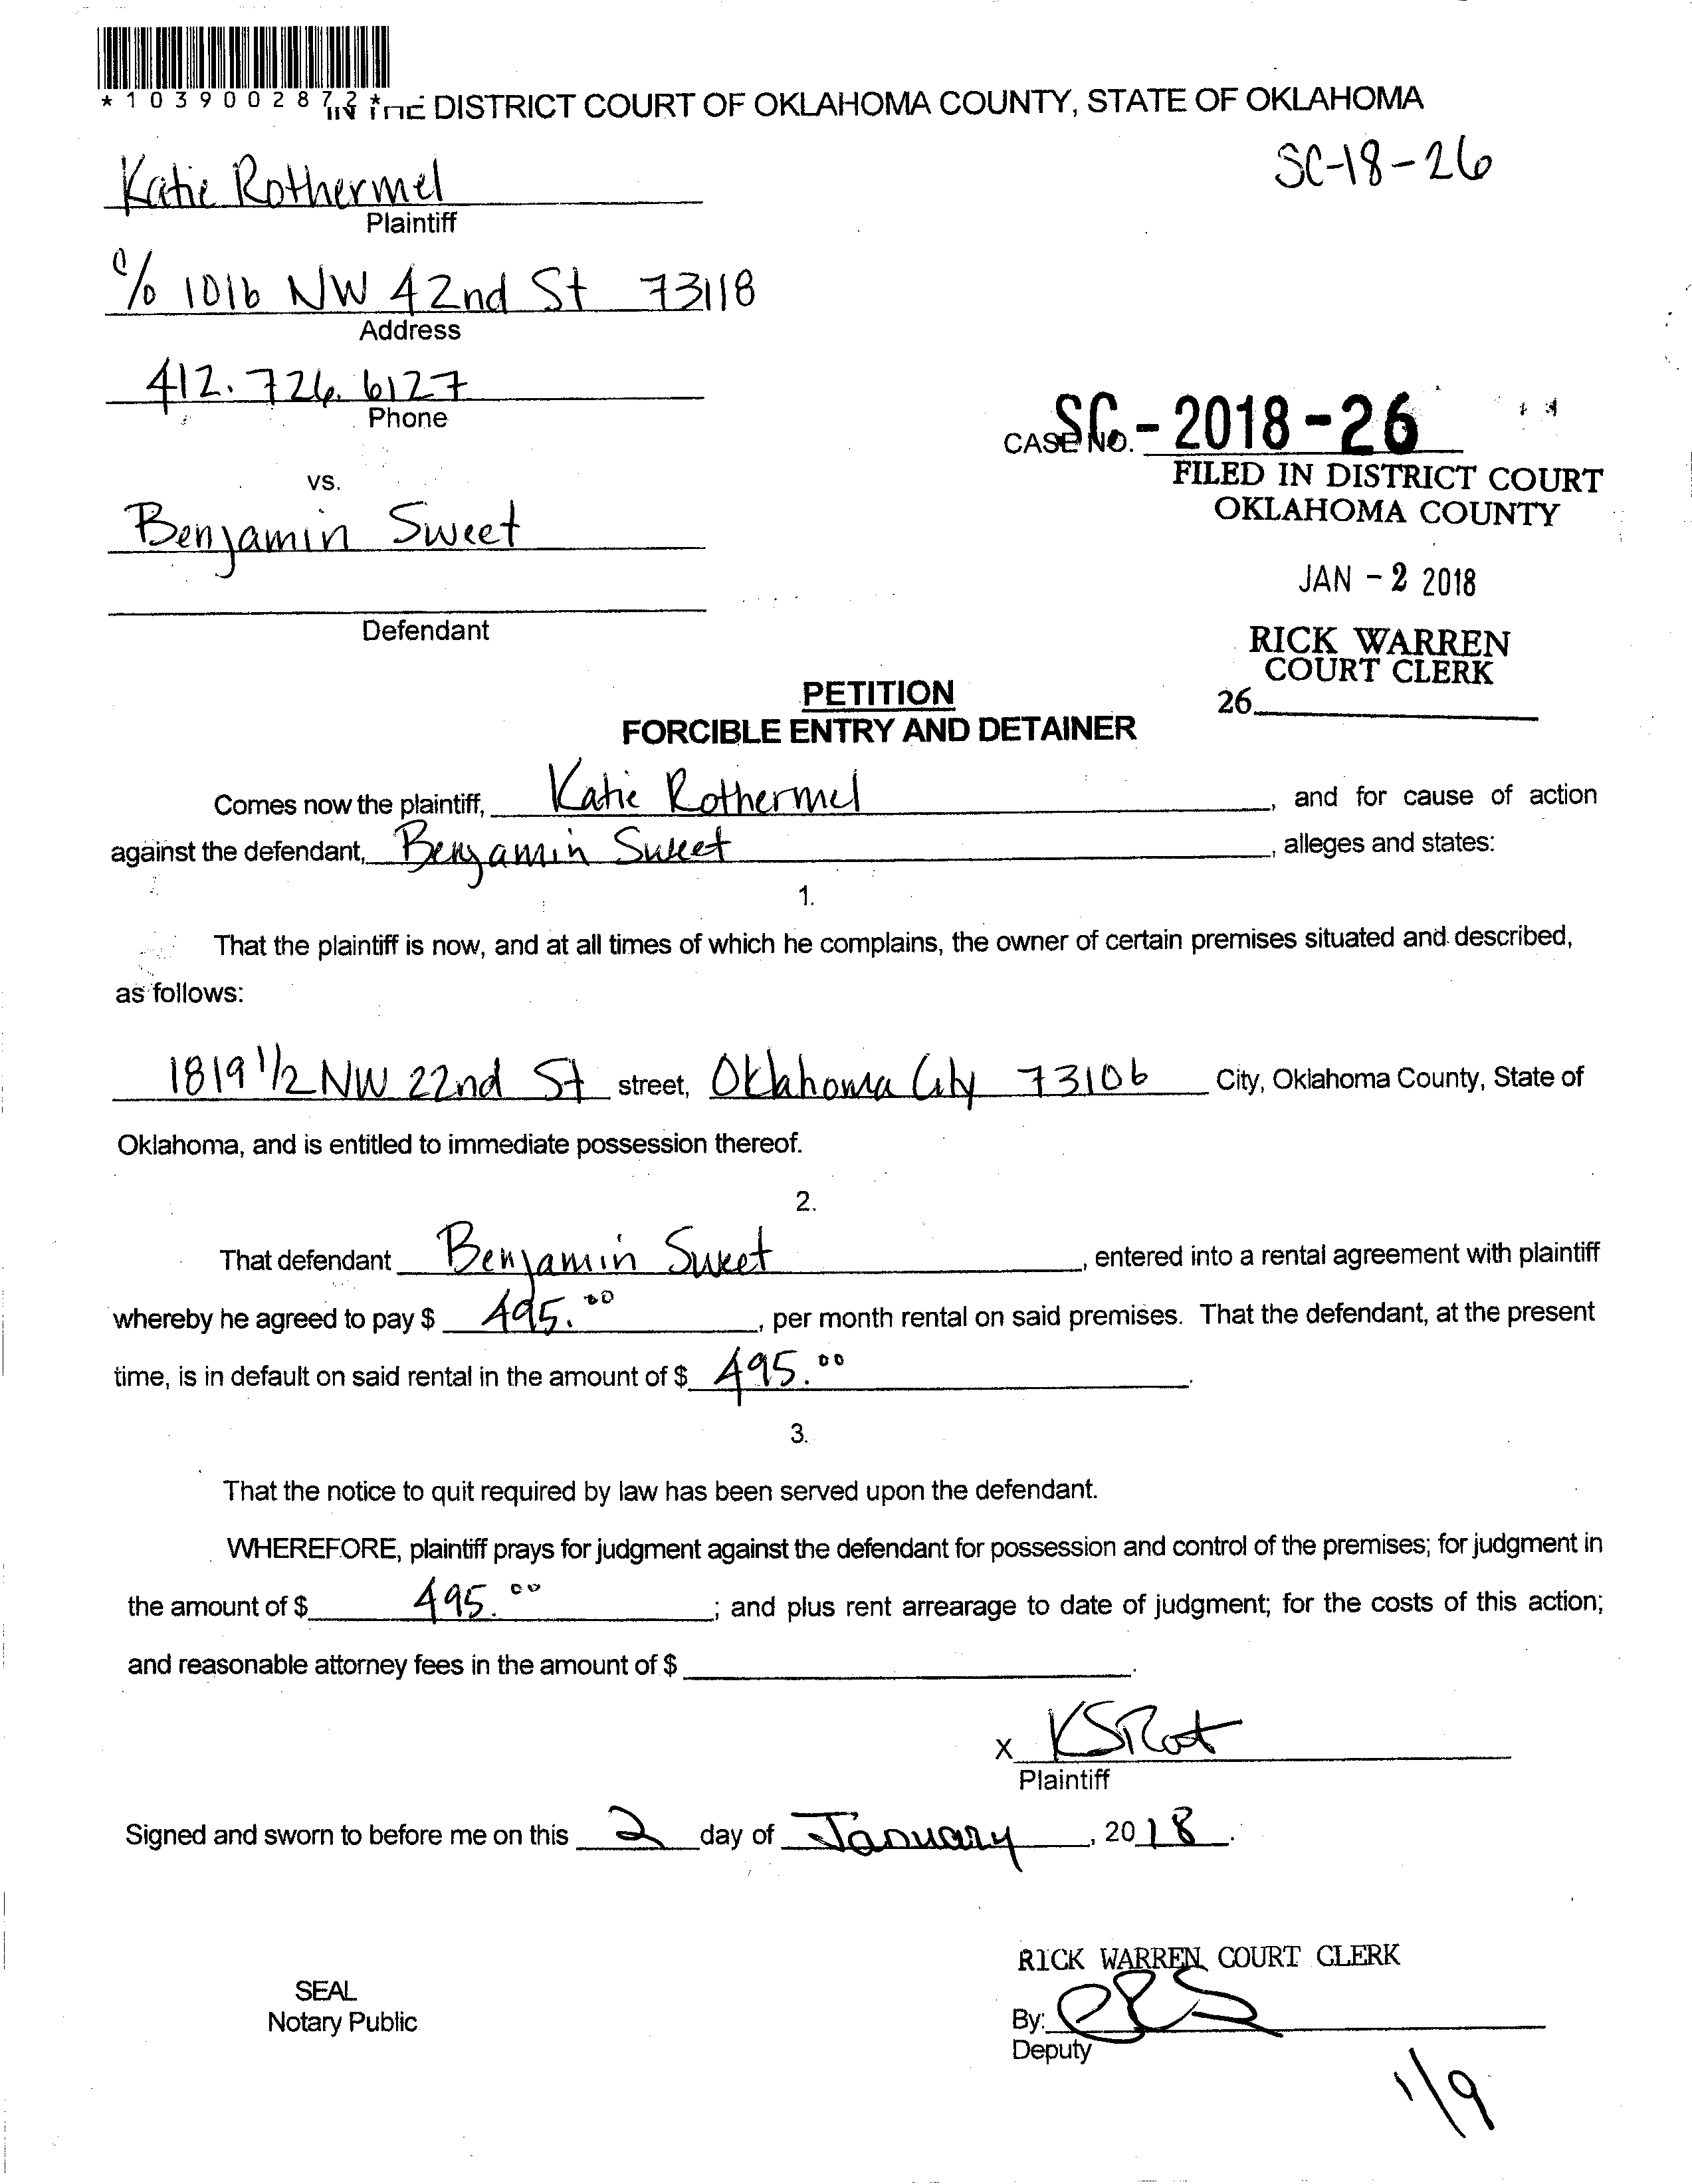 *1039002872*
IN THE DISTRICT COURT OF OKLAHOMA COUNTY, STATE OF OKLAHOMA
SC-18-26
Katie Rothermel
Plaintiff
c/o 1016 NW 42nd St 73118
Address
412.726.6127
Phone
CASE NO. SC-2018-26
FILED IN DISTRICT COURT
OKLAHOMA COUNTY
vs.
Benjamin Sweet
JAN - 2 2018
Defendant
RICK WARREN
COURT CLERK
26
PETITION
FORCIBLE ENTRY AND DETAINER
Comes now the plaintiff, Katie Rothermel, and for cause of action
against the defendant, Benjamin Sweet, alleges and states:
1.
That the plaintiff is now, and at all times of which he complains, the owner of certain premises situated and described,
as follows:
1819 1/2 NW 22nd St street, Oklahoma City 73106 City, Oklahoma County, State of
Oklahoma, and is entitled to immediate possession thereof.
2.
That defendant Benjamin Sweet, entered into a rental agreement with plaintiff
whereby he agreed to pay $ 495.00, per month rental on said premises. That the defendant, at the present
time, is in default on said rental in the amount of $ 495.00.
3.
That the notice to quit required by law has been served upon the defendant.
WHEREFORE, plaintiff prays for judgment against the defendant for possession and control of the premises; for judgment in
the amount of $ 495.00; and plus rent arrearage to date of judgment; for the costs of this action;
and reasonable attorney fees in the amount of $ .
X KSRot
Plaintiff
Signed and sworn to before me on this 2 day of January, 2018.
RICK WARREN COURT CLERK
SEAL
Notary Public
By:
Deputy
1/9